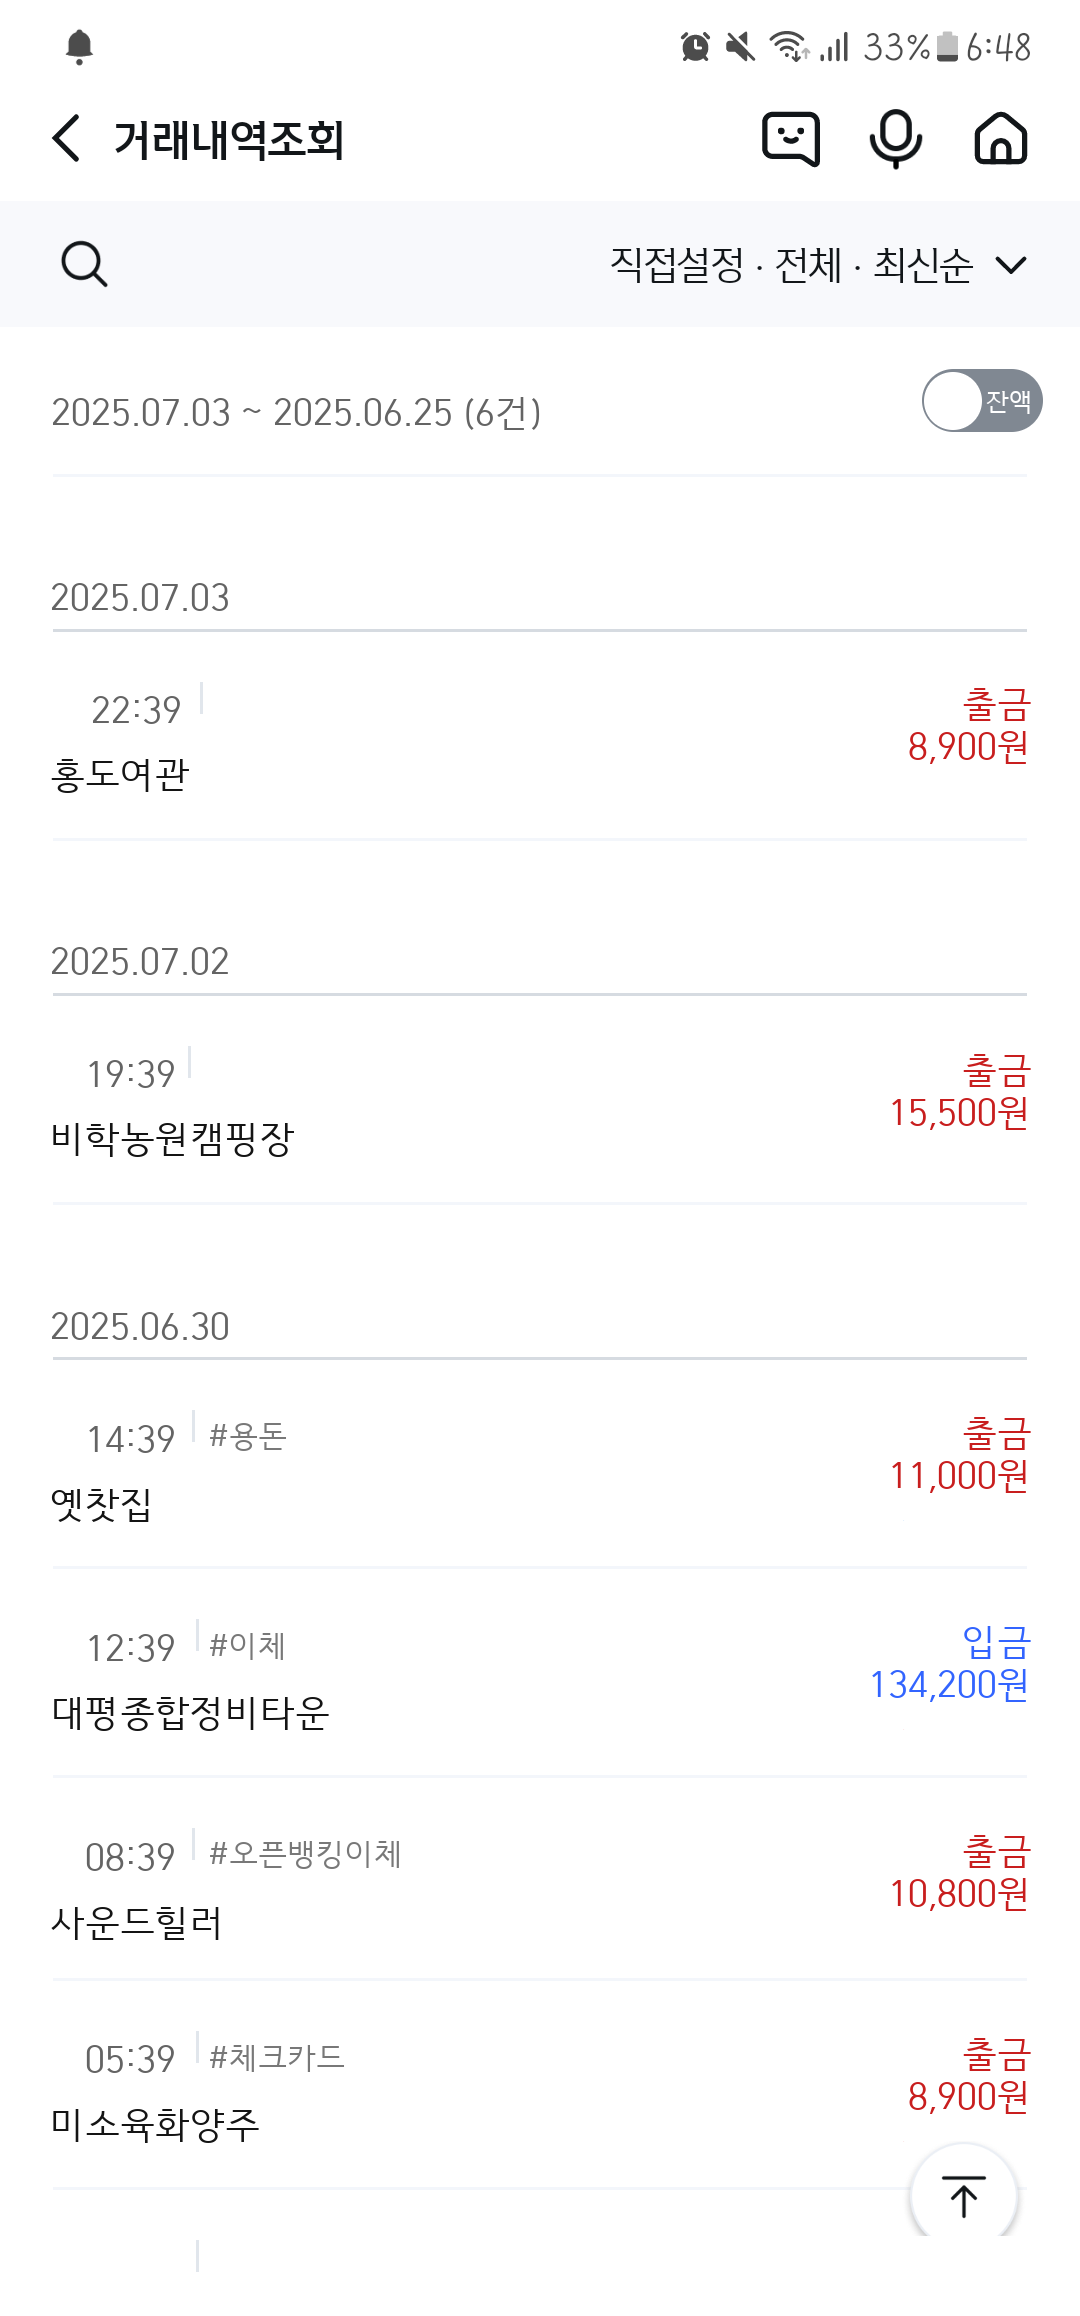 33% 6:48
거래내역조회
직접설정 · 전체 · 최신순
2025.07.03 ~ 2025.06.25 (6건)
잔액
2025.07.03
22:39
출금
8,900원
홍도여관
2025.07.02
19:39
출금
15,500원
비학농원캠핑장
2025.06.30
14:39 #용돈
출금
11,000원
옛찻집
12:39 #이체
입금
134,200원
대평종합정비타운
08:39 #오픈뱅킹이체
출금
10,800원
사운드힐러
05:39 #체크카드
출금
8,900원
미소육화양주